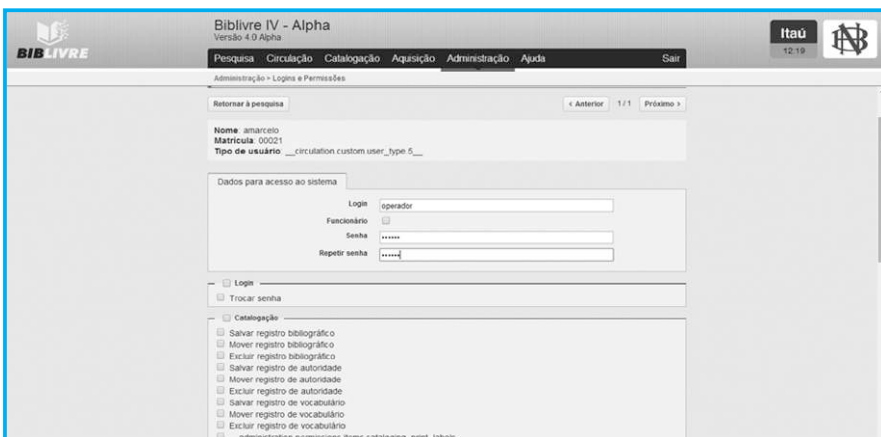 Biblivre IV - Alpha
Versão 4.0 Alpha
BIBLIVRE
Itaú
12:19
Pesquisa Circulação Catalogação Aquisição Administração Ajuda Sair
Administração > Logins e Permissões
Retornar à pesquisa < Anterior 1 / 1 Próximo >
Nome: amarcelo
Matrícula: 00021
Tipo de usuário: __circulation.custom.user_type.5__
Dados para acesso ao sistema
Login operador
Funcionário
Senha ••••••
Repetir senha ••••••
Login
Trocar senha
Catalogação
Salvar registro bibliográfico
Mover registro bibliográfico
Excluir registro bibliográfico
Salvar registro de autoridade
Mover registro de autoridade
Excluir registro de autoridade
Salvar registro de vocabulário
Mover registro de vocabulário
Excluir registro de vocabulário
administration.permissions.items.cataloging_print_labels